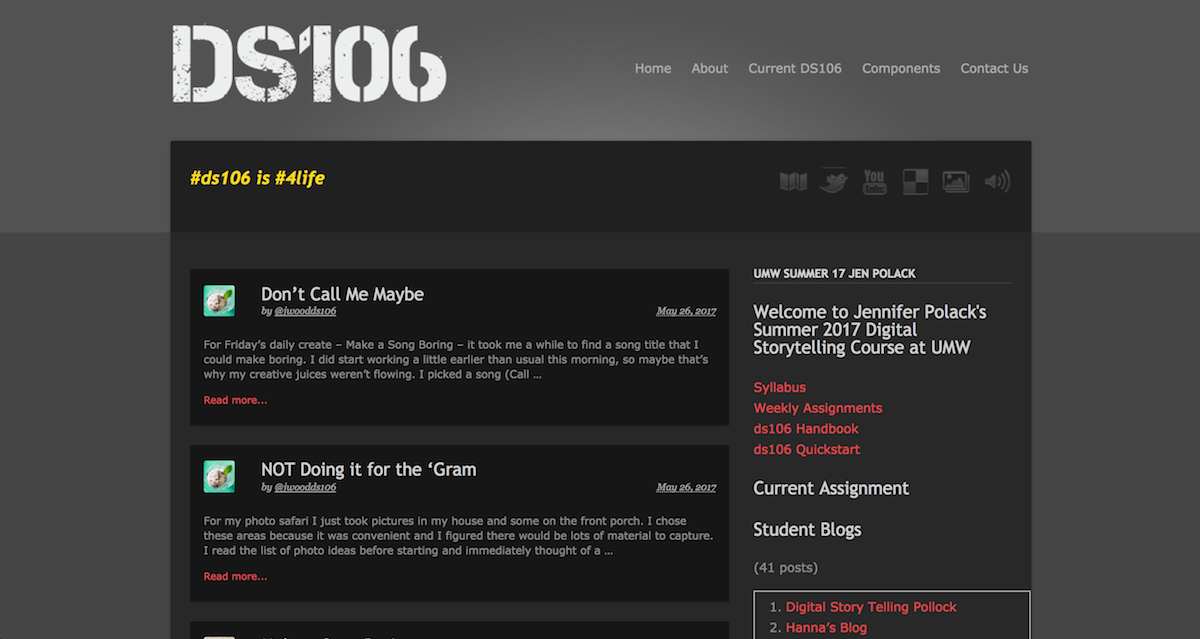 DS106
Home About Current DS106 Components Contact Us
#ds106 is #4life
You
Don’t Call Me Maybe
by @jwoodds106 May 26, 2017
For Friday’s daily create – Make a Song Boring – it took me a while to find a song title that I
could make boring. I did start working a little earlier than usual this morning, so maybe that’s
why my creative juices weren’t flowing. I picked a song (Call …
Read more...
NOT Doing it for the ‘Gram
by @jwoodds106 May 26, 2017
For my photo safari I just took pictures in my house and some on the front porch. I chose
these areas because it was convenient and I figured there would be lots of material to capture.
I read the list of photo ideas before starting and immediately thought of a …
Read more...
UMW SUMMER 17 JEN POLACK
Welcome to Jennifer Polack's
Summer 2017 Digital
Storytelling Course at UMW
Syllabus
Weekly Assignments
ds106 Handbook
ds106 Quickstart
Current Assignment
Student Blogs
(41 posts)
1. Digital Story Telling Pollock
2. Hanna’s Blog